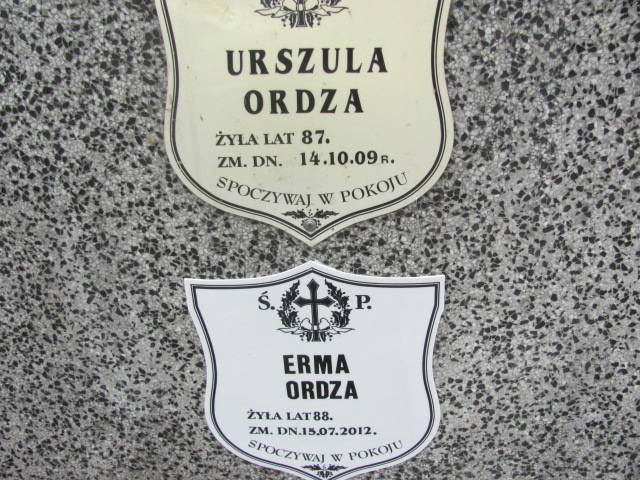 URSZULA
ORDZA
ŻYŁA LAT 87.
ZM. DN. 14.10.09 R.
SPOCZYWAJ W POKOJU
Ś. P.
ERMA
ORDZA
ŻYŁA LAT 88.
ZM. DN. 15.07.2012.
SPOCZYWAJ W POKOJU